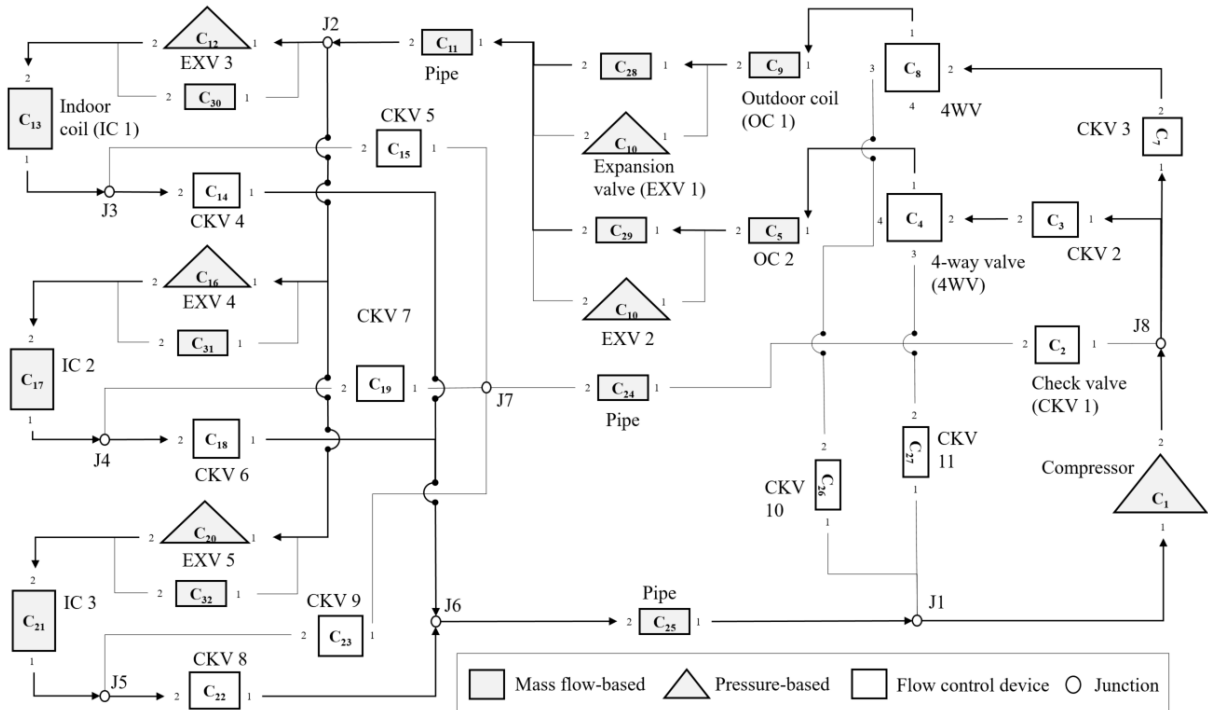 J2
C12
2
1
EXV 3
C30
2
1
C11
2
1
Pipe
C28
2
1
C9
2
1
Outdoor coil
(OC 1)
1
3
C8
2
4
4WV
2
C7
1
CKV 3
2
C13
1
Indoor
coil (IC 1)
CKV 5
2
C15
1
2
C10
1
Expansion
valve (EXV 1)
J3
2
C14
1
CKV 4
2
C29
1
2
C5
1
OC 2
1
4
C4
2
3
4-way valve
(4WV)
2
C3
1
CKV 2
2
C16
1
EXV 4
2
C31
1
CKV 7
2
C10
1
EXV 2
2
C2
1
J8
Check valve
(CKV 1)
2
C17
1
IC 2
2
C19
1
J7
2
C24
1
Pipe
J4
2
C18
1
CKV 6
2
C26
1
CKV
10
2
C27
1
CKV
11
Compressor
2
C1
1
2
C20
1
EXV 5
2
C32
1
2
C21
1
IC 3
CKV 9
2
C23
1
J6
Pipe
2
C25
1
J1
J5
CKV 8
2
C22
1
Mass flow-based
Pressure-based
Flow control device
Junction